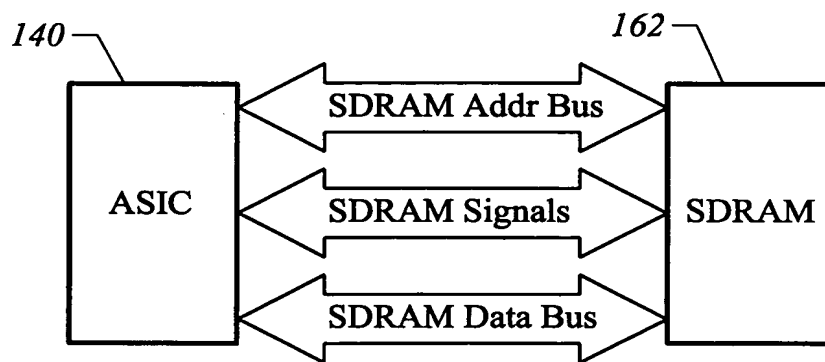 140
162
SDRAM Addr Bus
ASIC
SDRAM Signals
SDRAM
SDRAM Data Bus